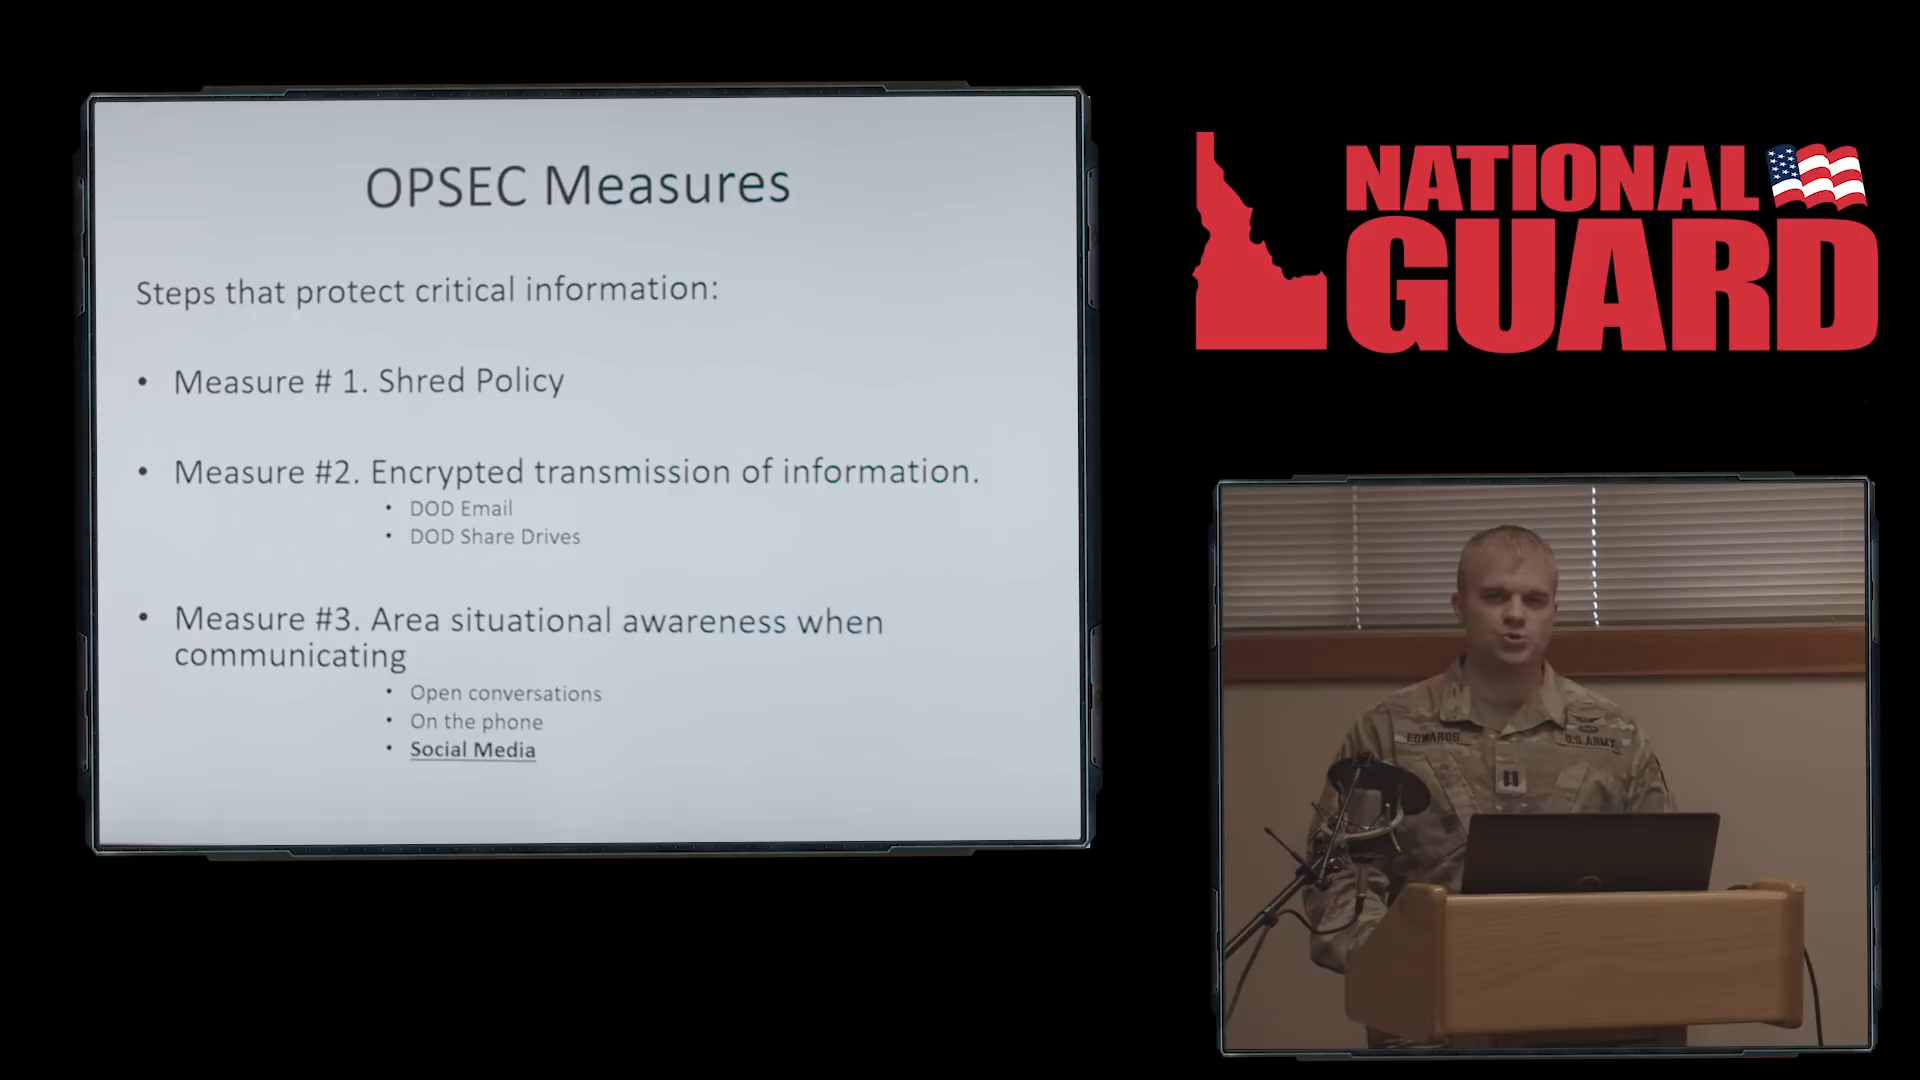 OPSEC Measures
Steps that protect critical information:
• Measure # 1. Shred Policy
• Measure #2. Encrypted transmission of information.
• DOD Email
• DOD Share Drives
• Measure #3. Area situational awareness when
communicating
• Open conversations
• On the phone
• Social Media
NATIONAL
GUARD
EDWARDS
U.S. ARMY